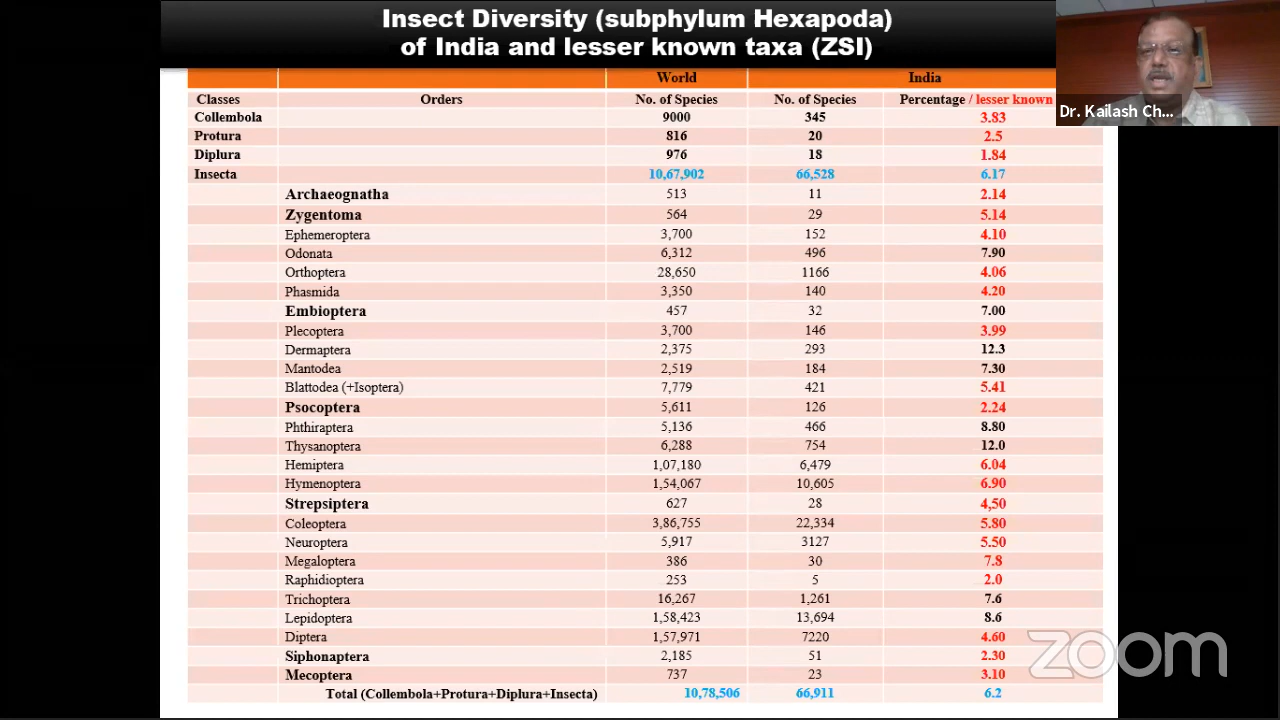 Insect Diversity (subphylum Hexapoda)
of India and lesser known taxa (ZSI)
World India
Classes Orders No. of Species No. of Species Percentage / lesser known
Collembola 9000 345 3.83
Protura 816 20 2.5
Diplura 976 18 1.84
Insecta 10,67,902 66,528 6.17
Archaeognatha 513 11 2.14
Zygentoma 564 29 5.14
Ephemeroptera 3,700 152 4.10
Odonata 6,312 496 7.90
Orthoptera 28,650 1166 4.06
Phasmida 3,350 140 4.20
Embioptera 457 32 7.00
Plecoptera 3,700 146 3.99
Dermaptera 2,375 293 12.3
Mantodea 2,519 184 7.30
Blattodea (+Isoptera) 7,779 421 5.41
Psocoptera 5,611 126 2.24
Phthiraptera 5,136 466 8.80
Thysanoptera 6,288 754 12.0
Hemiptera 1,07,180 6,479 6.04
Hymenoptera 1,54,067 10,605 6.90
Strepsiptera 627 28 4,50
Coleoptera 3,86,755 22,334 5.80
Neuroptera 5,917 3127 5.50
Megaloptera 386 30 7.8
Raphidioptera 253 5 2.0
Trichoptera 16,267 1,261 7.6
Lepidoptera 1,58,423 13,694 8.6
Diptera 1,57,971 7220 4.60
Siphonaptera 2,185 51 2.30
Mecoptera 737 23 3.10
Total (Collembola+Protura+Diplura+Insecta) 10,78,506 66,911 6.2
Dr. Kailash Ch...
zoom